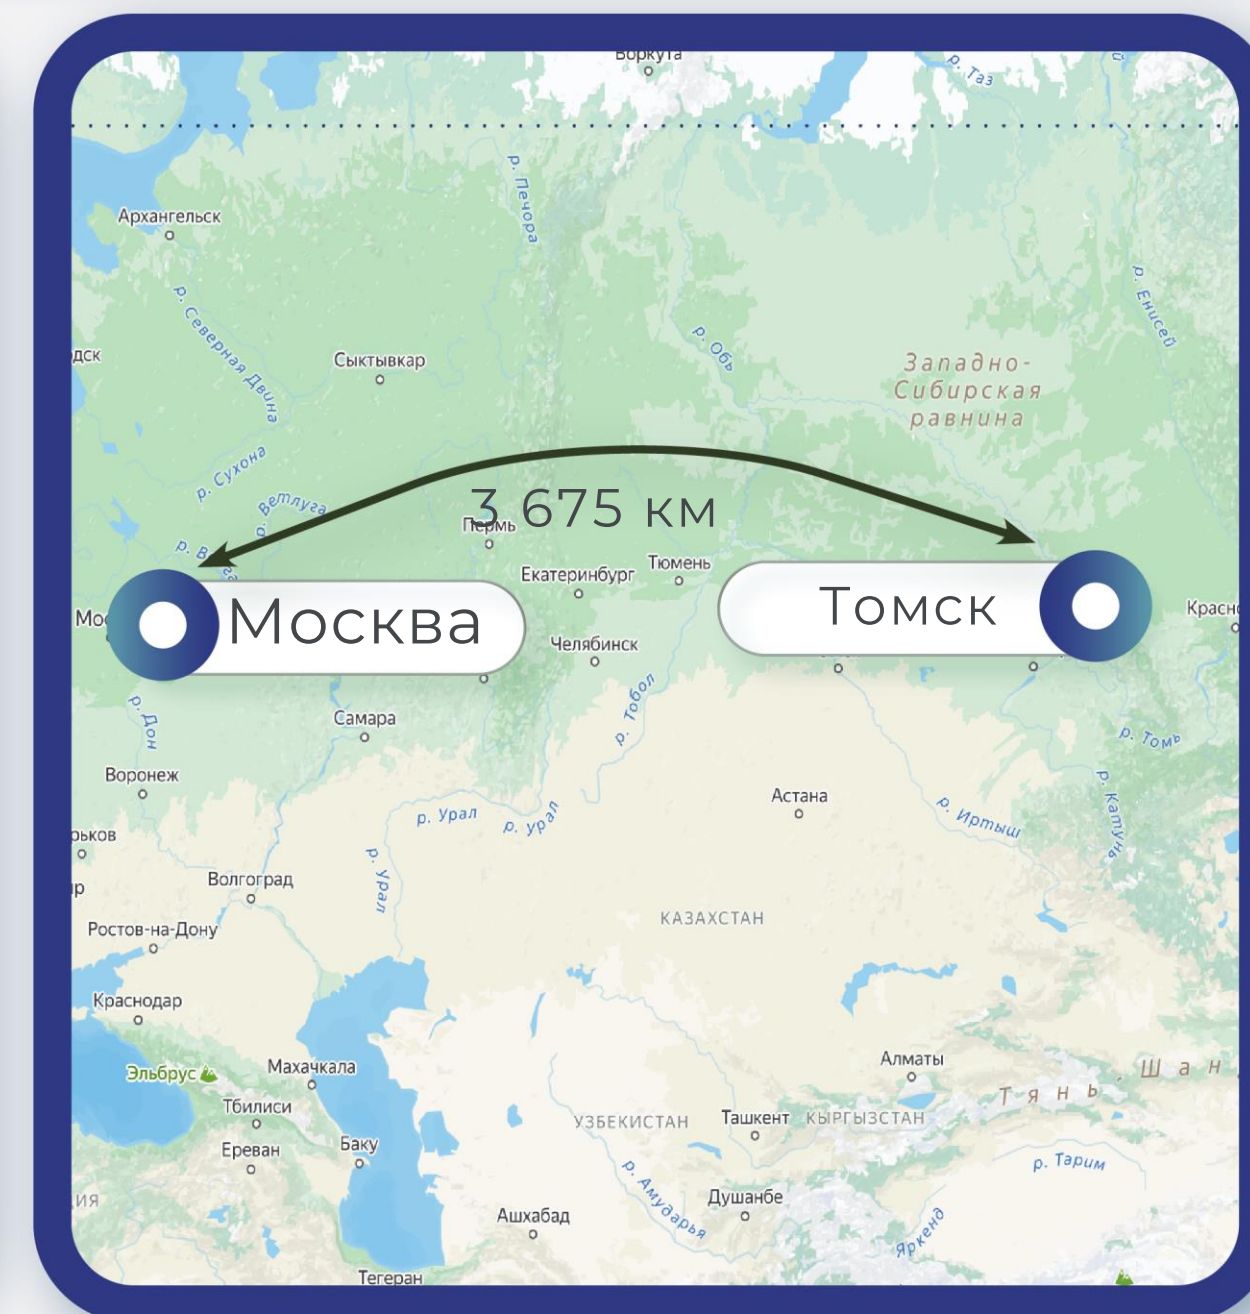 Воркута
р. Таз
р. Печора
Архангельск
р. Енисей
р. Северная Двина
р. Обь
дск
Сыктывкар
Западно-
Сибирская
равнина
р. Сухона
р. Ветлуга
3 675 км
Пермь
Тюмень
Екатеринбург
Москва
Томск
Челябинск
р. Тобол
р. Дон
Самара
р. Томь
Воронеж
Астана
р. Урал
р. урал
р. Иртыш
р. Катунь
рьков
р. Урал
Волгоград
КАЗАХСТАН
Ростов-на-Дону
Краснодар
Эльбрус
Махачкала
Алматы
Тянь Шан
Тбилиси
УЗБЕКИСТАН
Ташкент
КЫРГЫЗСТАН
Ереван
Баку
р. Тарим
р. Амударья
Душанбе
ия
Ашхабад
Яркенд
Тегеран